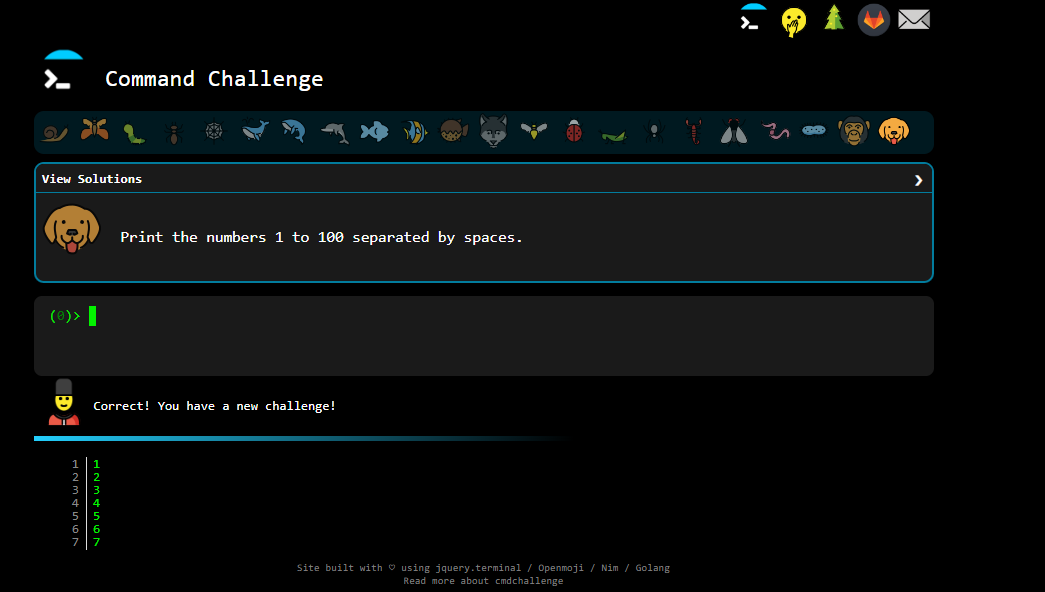 Command Challenge
View Solutions
Print the numbers 1 to 100 separated by spaces.
(0)>
Correct! You have a new challenge!
1 1
2 2
3 3
4 4
5 5
6 6
7 7
Site built with ♡ using jquery.terminal / Openmoji / Nim / Golang
Read more about cmdchallenge